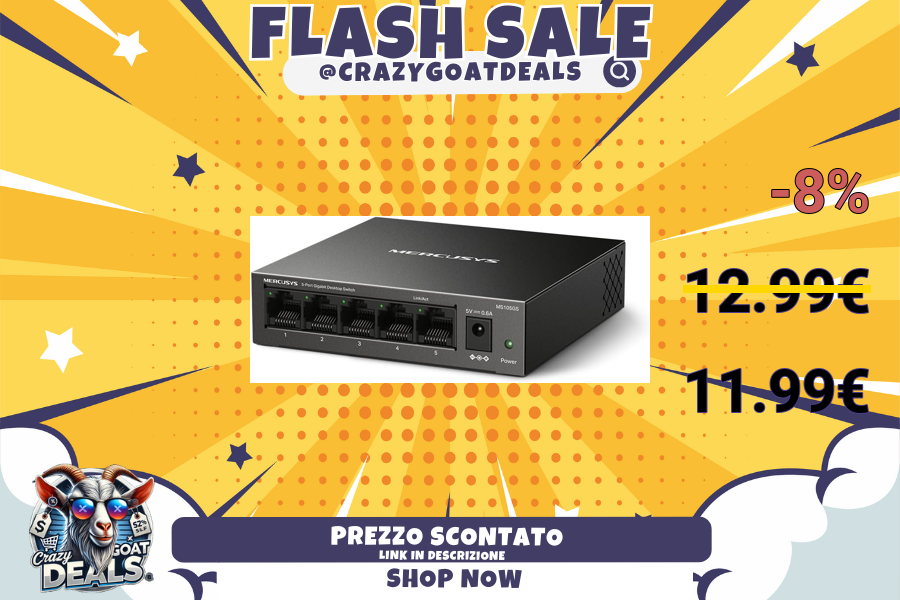 FLASH SALE
@CRAZYGOATDEALS
-8%
12.99€
11.99€
MERCUSYS
MERCUSYS 5-Port Gigabit Desktop Switch
Link/Act
MS105GS
5V⎓0.6A
1 2 3 4 5
Power
$
52%
Crazy GOAT
DEALS
PREZZO SCONTATO
LINK IN DESCRIZIONE
SHOP NOW